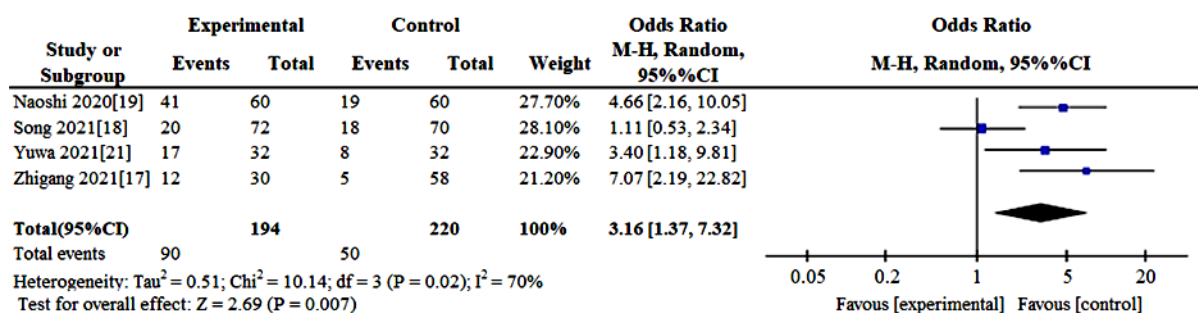 Experimental Control Odds Ratio Odds Ratio
Study or Subgroup Events Total Events Total Weight M-H, Random, 95%%CI M-H, Random, 95%%CI
Naoshi 2020[19] 41 60 19 60 27.70% 4.66 [2.16, 10.05]
Song 2021[18] 20 72 18 70 28.10% 1.11 [0.53, 2.34]
Yuwa 2021[21] 17 32 8 32 22.90% 3.40 [1.18, 9.81]
Zhigang 2021[17] 12 30 5 58 21.20% 7.07 [2.19, 22.82]
Total(95%CI) 194 220 100% 3.16 [1.37, 7.32]
Total events 90 50
Heterogeneity: Tau² = 0.51; Chi² = 10.14; df = 3 (P = 0.02); I² = 70%
Test for overall effect: Z = 2.69 (P = 0.007)
0.05 0.2 1 5 20
Favous [experimental] Favous [control]